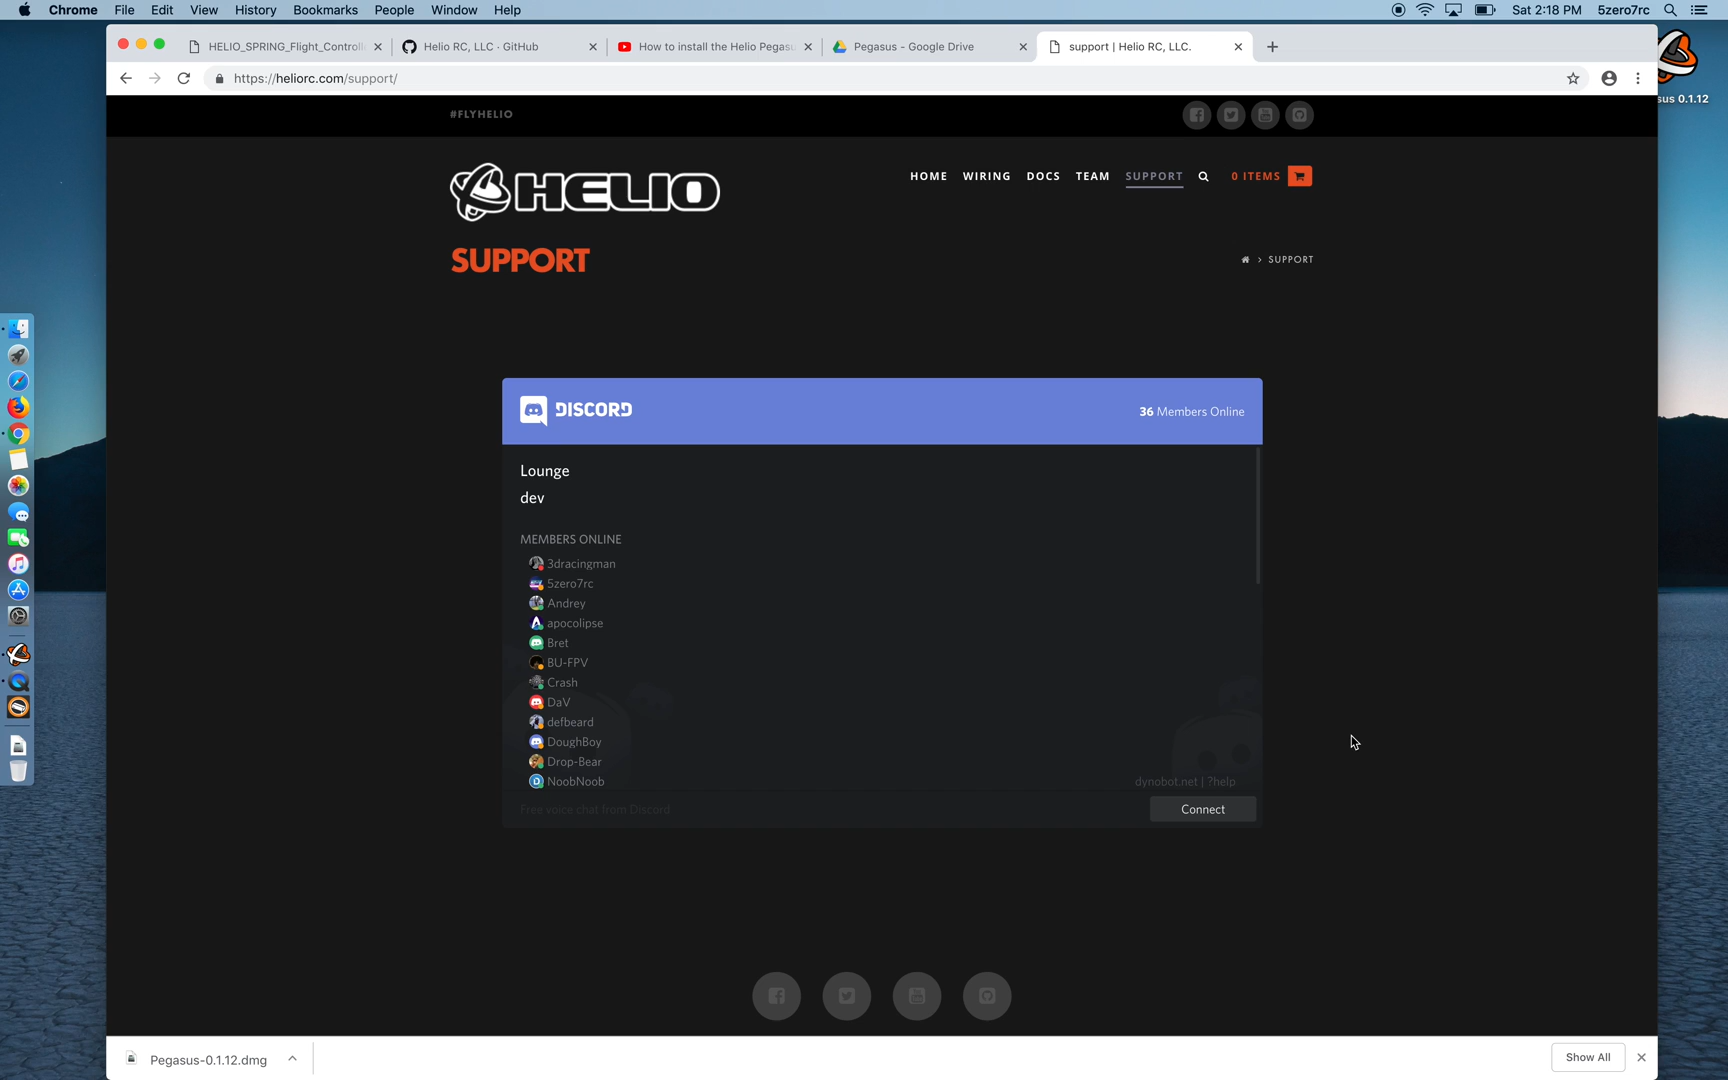 Chrome File Edit View History Bookmarks People Window Help Sat 2:18 PM 5zero7rc
HELIO_SPRING_Flight_Controll Helio RC, LLC · GitHub How to install the Helio Pegasu Pegasus - Google Drive support | Helio RC, LLC.
https://heliorc.com/support/
sus 0.1.12
#FLYHELIO
HELIO
HOME WIRING DOCS TEAM SUPPORT 0 ITEMS
SUPPORT
> SUPPORT
DISCORD
36 Members Online
Lounge
dev
MEMBERS ONLINE
3dracingman
5zero7rc
Andrey
apocolipse
Bret
BU-FPV
Crash
DaV
defbeard
DoughBoy
Drop-Bear
NoobNoob
dynobot.net | ?help
Free voice chat from Discord
Connect
Pegasus-0.1.12.dmg
Show All